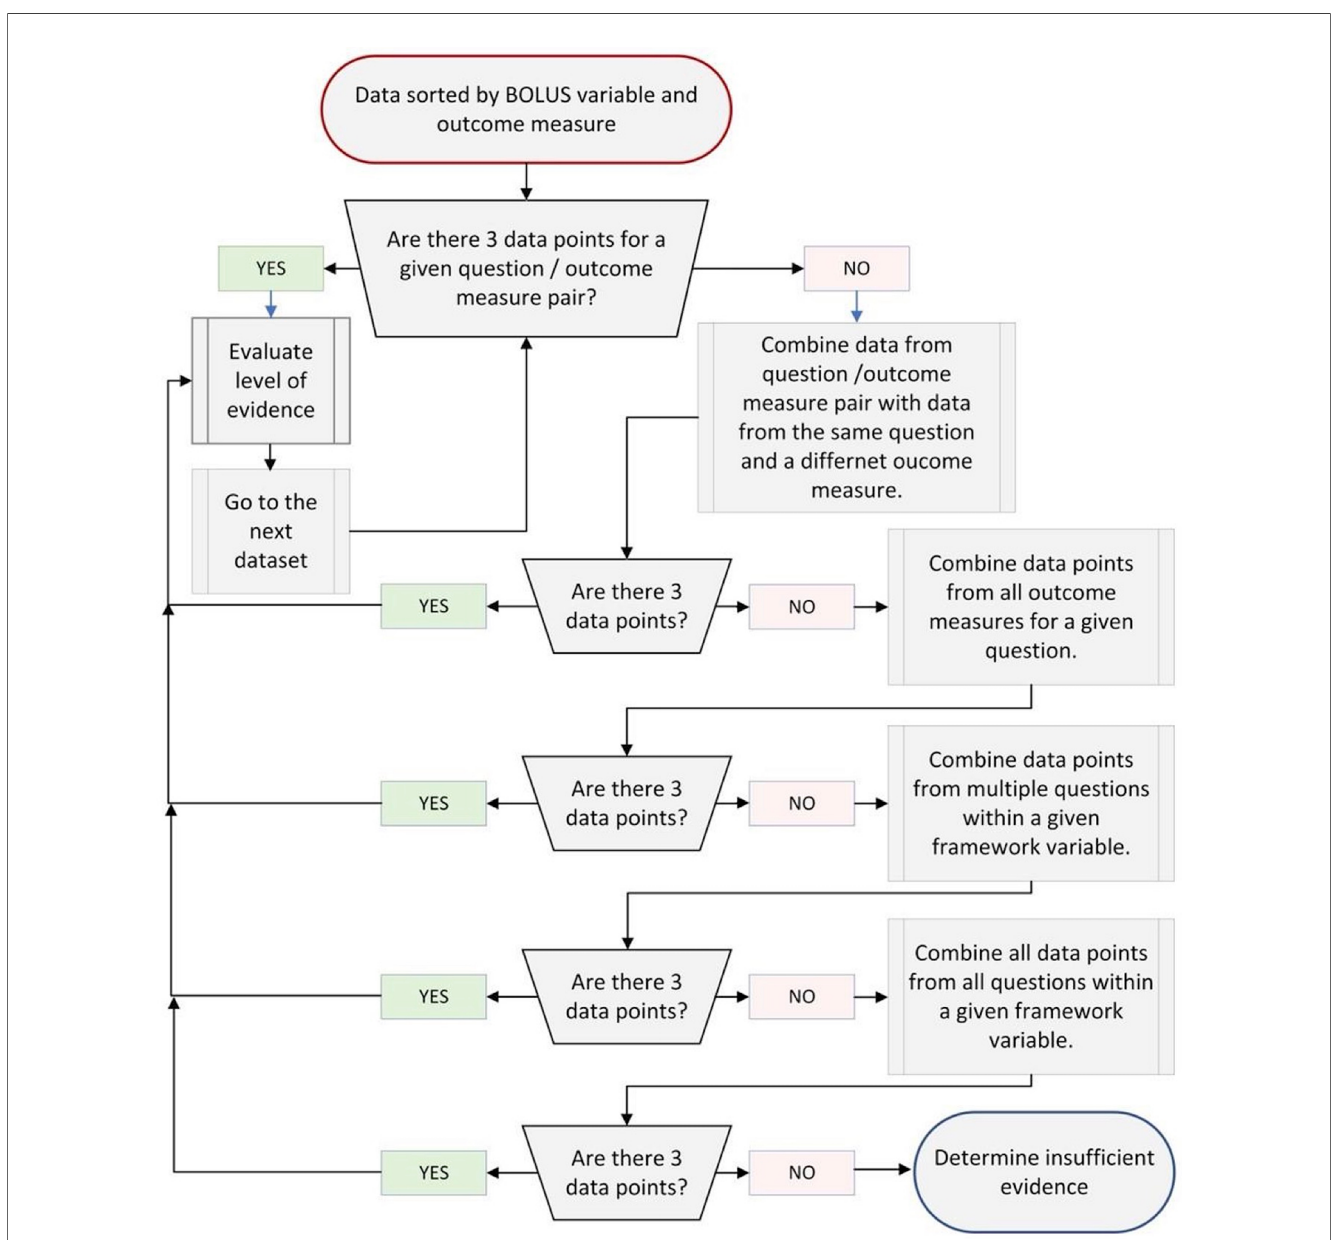 Data sorted by BOLUS variable and
outcome measure
Are there 3 data points for a
given question / outcome
measure pair?
YES
NO
Evaluate
level of
evidence
Combine data from
question /outcome
measure pair with data
from the same question
and a differnet oucome
measure.
Go to the
next
dataset
Are there 3
data points?
YES
NO
Combine data points
from all outcome
measures for a given
question.
Are there 3
data points?
YES
NO
Combine data points
from multiple questions
within a given
framework variable.
Are there 3
data points?
YES
NO
Combine all data points
from all questions within
a given framework
variable.
Are there 3
data points?
YES
NO
Determine insufficient
evidence